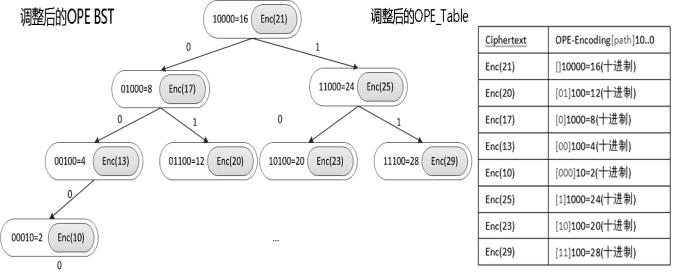 调整后的OPE BST
调整后的OPE_Table
10000=16 Enc(21)
0
1
01000=8 Enc(17)
11000=24 Enc(25)
0
1
0
1
00100=4 Enc(13)
01100=12 Enc(20)
10100=20 Enc(23)
11100=28 Enc(29)
0
00010=2 Enc(10)
...
0
Ciphertext OPE-Encoding[path]10..0
Enc(21) []10000=16(十进制)
Enc(20) [01]100=12(十进制)
Enc(17) [0]1000=8(十进制)
Enc(13) [00]100=4(十进制)
Enc(10) [000]10=2(十进制)
Enc(25) [1]1000=24(十进制)
Enc(23) [10]100=20(十进制)
Enc(29) [11]100=28(十进制)